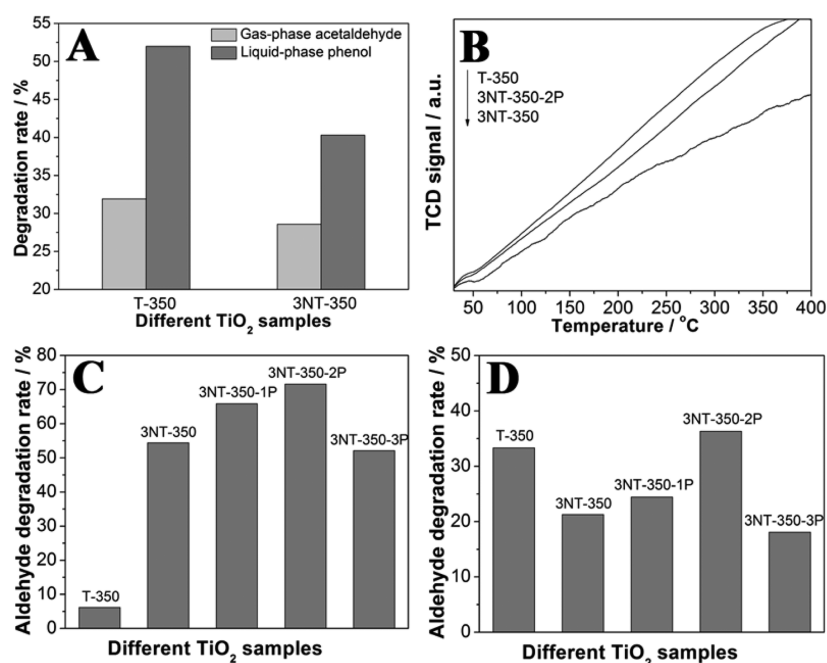 A
Gas-phase acetaldehyde
Liquid-phase phenol
Degradation rate / %
55
50
45
40
35
30
25
20
T-350
3NT-350
Different TiO₂ samples
B
T-350
3NT-350-2P
3NT-350
TCD signal / a.u.
50 100 150 200 250 300 350 400
Temperature / °C
C
Aldehyde degradation rate / %
80
70
60
50
40
30
20
10
0
T-350
3NT-350
3NT-350-1P
3NT-350-2P
3NT-350-3P
Different TiO₂ samples
D
Aldehyde degradation rate / %
50
40
30
20
10
0
T-350
3NT-350
3NT-350-1P
3NT-350-2P
3NT-350-3P
Different TiO₂ samples